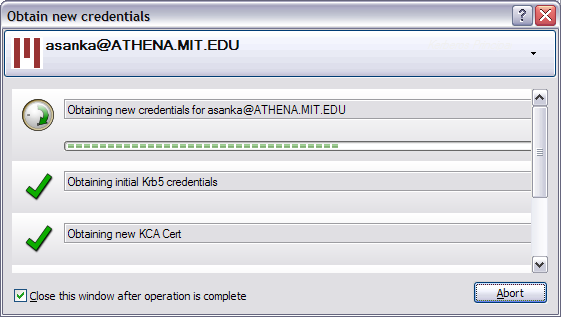 Obtain new credentials
asanka@ATHENA.MIT.EDU
Obtaining new credentials for asanka@ATHENA.MIT.EDU
Obtaining initial Krb5 credentials
Obtaining new KCA Cert
Close this window after operation is complete
Abort